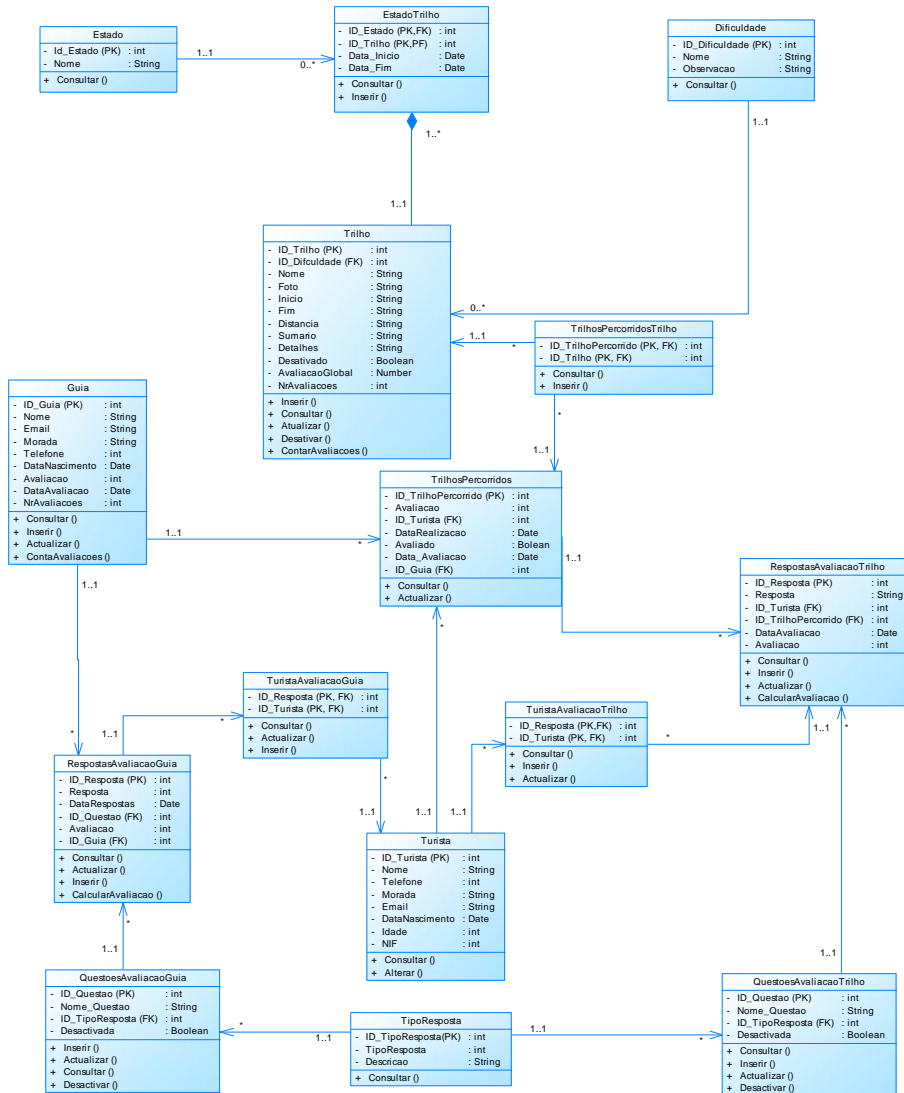 Estado
- Id_Estado (PK) : int
- Nome : String
+ Consultar ()
1..1
0..*
EstadoTrilho
- ID_Estado (PK,FK) : int
- ID_Trilho (PK,PF) : int
- Data_Inicio : Date
- Data_Fim : Date
+ Consultar ()
+ Inserir ()
1..*
1..1
Dificuldade
- ID_Dificuldade (PK) : int
- Nome : String
- Observacao : String
+ Consultar ()
1..1
0..*
Trilho
- ID_Trilho (PK) : int
- ID_Difculdade (FK) : int
- Nome : String
- Foto : String
- Inicio : String
- Fim : String
- Distancia : String
- Sumario : String
- Detalhes : String
- Desativado : Boolean
- AvaliacaoGlobal : Number
- NrAvaliacoes : int
+ Inserir ()
+ Consultar ()
+ Atualizar ()
+ Desativar ()
+ ContarAvaliacoes ()
1..1
*
TrilhosPercorridosTrilho
- ID_TrilhoPercorrido (PK, FK) : int
- ID_Trilho (PK, FK) : int
+ Consultar ()
+ Inserir ()
*
1..1
Guia
- ID_Guia (PK) : int
- Nome : String
- Email : String
- Morada : String
- Telefone : int
- DataNascimento : Date
- Avaliacao : int
- DataAvaliacao : Date
- NrAvaliacoes : int
+ Consultar ()
+ Inserir ()
+ Actualizar ()
+ ContaAvaliacoes ()
1..1
*
1..1
*
TrilhosPercorridos
- ID_TrilhoPercorrido (PK) : int
- Avaliacao : int
- ID_Turista (FK) : int
- DataRealizacao : Date
- Avaliado : Bolean
- Data_Avaliacao : Date
- ID_Guia (FK) : int
+ Consultar ()
+ Actualizar ()
1..1
*
*
1..1
RespostasAvaliacaoTrilho
- ID_Resposta (PK) : int
- Resposta : String
- ID_Turista (FK) : int
- ID_TrilhoPercorrido (FK) : int
- DataAvaliacao : Date
- Avaliacao : int
+ Consultar ()
+ Inserir ()
+ Actualizar ()
+ CalcularAvaliacao ()
1..1
*
TuristaAvaliacaoGuia
- ID_Resposta (PK, FK) : int
- ID_Turista (PK, FK) : int
+ Consultar ()
+ Actualizar ()
+ Inserir ()
1..1
*
*
1..1
TuristaAvaliacaoTrilho
- ID_Resposta (PK,FK) : int
- ID_Turista (PK, FK) : int
+ Consultar ()
+ Inserir ()
+ Actualizar ()
*
*
1..1
RespostasAvaliacaoGuia
- ID_Resposta (PK) : int
- Resposta : int
- DataRespostas : Date
- ID_Questao (FK) : int
- Avaliacao : int
- ID_Guia (FK) : int
+ Consultar ()
+ Actualizar ()
+ Inserir ()
+ CalcularAvaliacao ()
*
1..1
Turista
- ID_Turista (PK) : int
- Nome : String
- Telefone : int
- Morada : String
- Email : String
- DataNascimento : Date
- Idade : int
- NIF : int
+ Consultar ()
+ Alterar ()
1..1
QuestoesAvaliacaoGuia
- ID_Questao (PK) : int
- Nome_Questao : String
- ID_TipoResposta (FK) : int
- Desactivada : Boolean
+ Inserir ()
+ Actualizar ()
+ Consultar ()
+ Desactivar ()
*
1..1
TipoResposta
- ID_TipoResposta(PK) : int
- TipoResposta : int
- Descricao : String
+ Consultar ()
1..1
*
QuestoesAvaliacaoTrilho
- ID_Questao (PK) : int
- Nome_Questao : String
- ID_TipoResposta (FK) : int
- Desactivada : Boolean
+ Consultar ()
+ Inserir ()
+ Actualizar ()
+ Desactivar ()